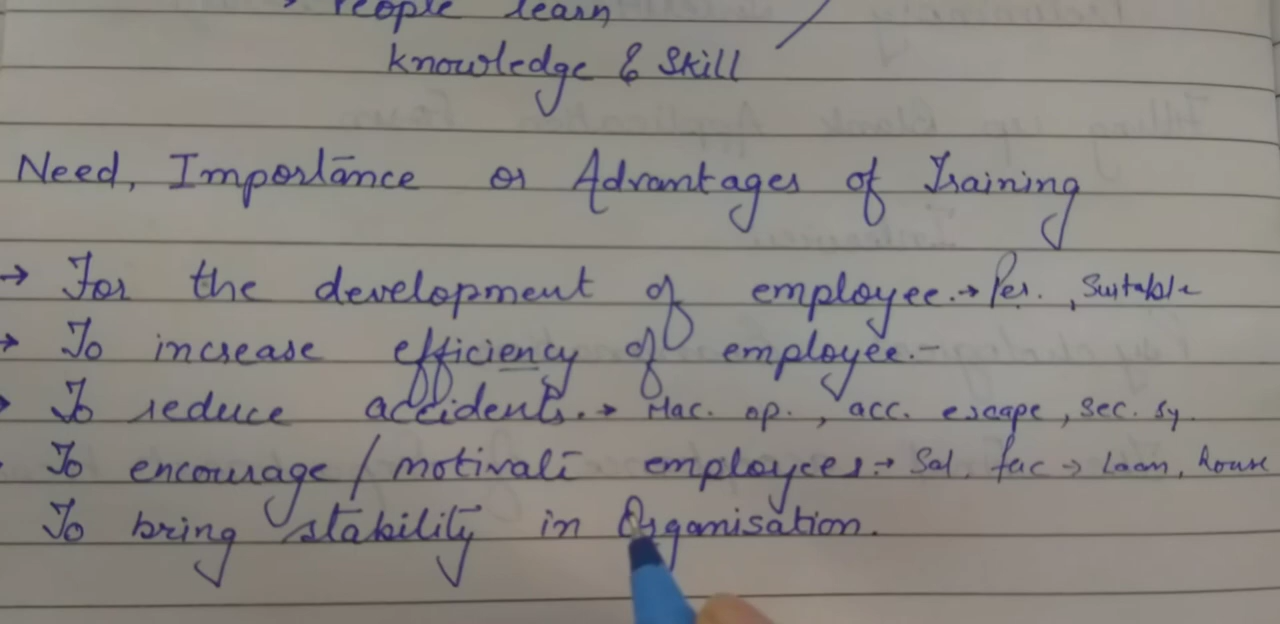 People learn
knowledge & Skill
Need, Importance or Advantages of Training
→ For the development of employee.→ Per. , Suitable
→ To increase efficiency of employee.-
→ To reduce accidents.→ Mac. op. , acc. escape, sec. sy.
To encourage / motivate employees.→ Sal, fac → Loan, house
To bring stability in Organisation.